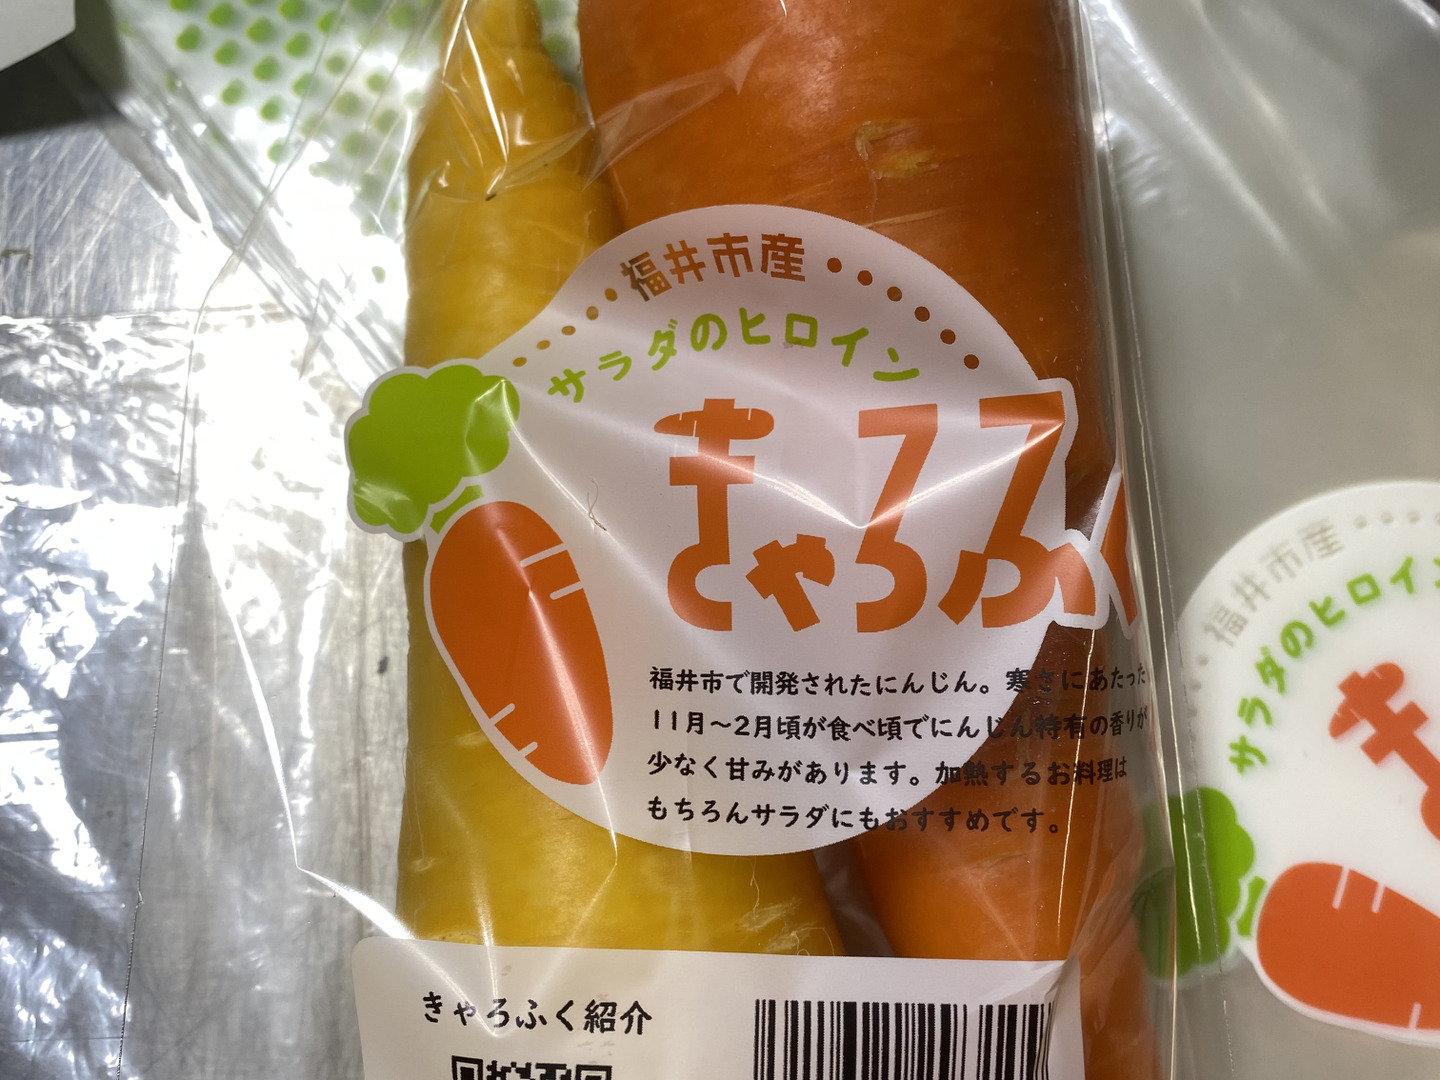 福井市産
サラダのヒロイン
きゃろふく
福井市で開発されたにんじん。寒さにあたった
11月～2月頃が食べ頃でにんじん特有の香りが
少なく甘みがあります。加熱するお料理は
もちろんサラダにもおすすめです。
きゃろふく紹介
福井市産
サラダのヒロイン
き